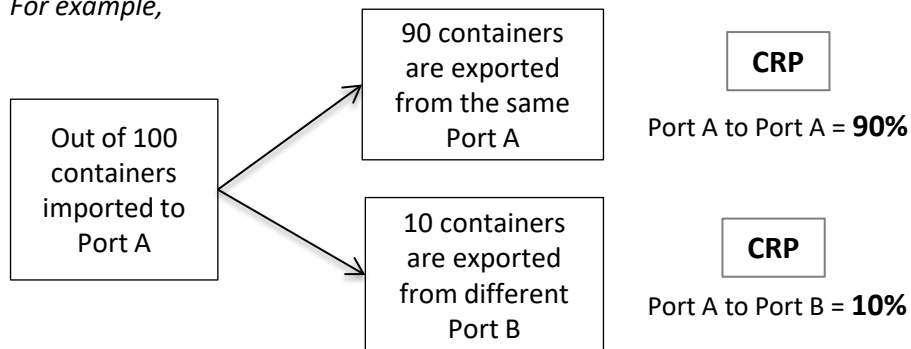 For example,
Out of 100
containers
imported to
Port A
90 containers
are exported
from the same
Port A
CRP
Port A to Port A = 90%
10 containers
are exported
from different
Port B
CRP
Port A to Port B = 10%